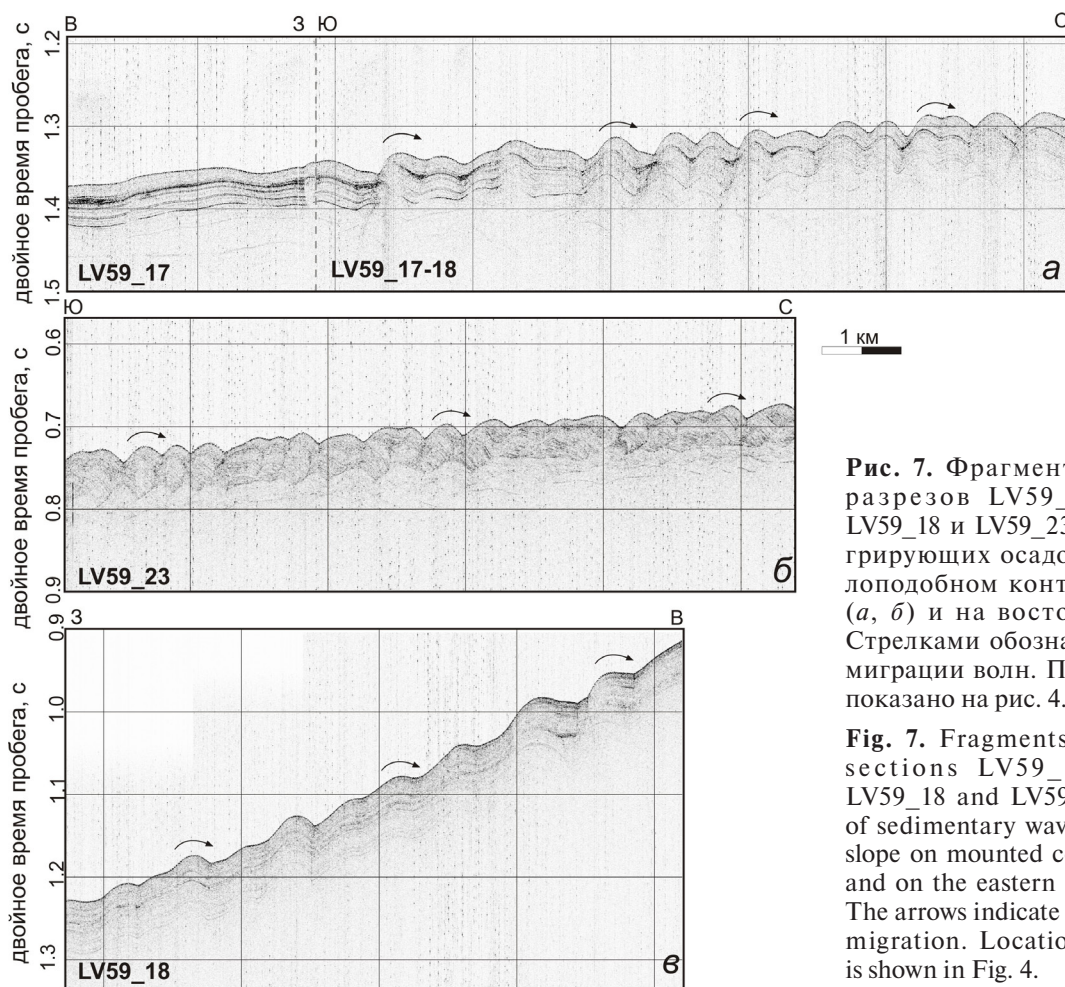 В З Ю С
двойное время пробега, с
1.2
1.3
1.4
1.5
LV59_17 LV59_17-18 а
Ю С
двойное время пробега, с
0.6
0.7
0.8
0.9
LV59_23 б
1 км
З В
двойное время пробега, с
0.9
1.0
1.1
1.2
1.3
LV59_18 в
Рис. 7. Фрагмент
разрезов LV59_
LV59_18 и LV59_23
грирующих осадо
лоподобном конт
(а, б) и на восто
Стрелками обозна
миграции волн. П
показано на рис. 4.
Fig. 7. Fragments
sections LV59_
LV59_18 and LV59
of sedimentary wav
slope on mounted c
and on the eastern
The arrows indicate
migration. Locatio
is shown in Fig. 4.